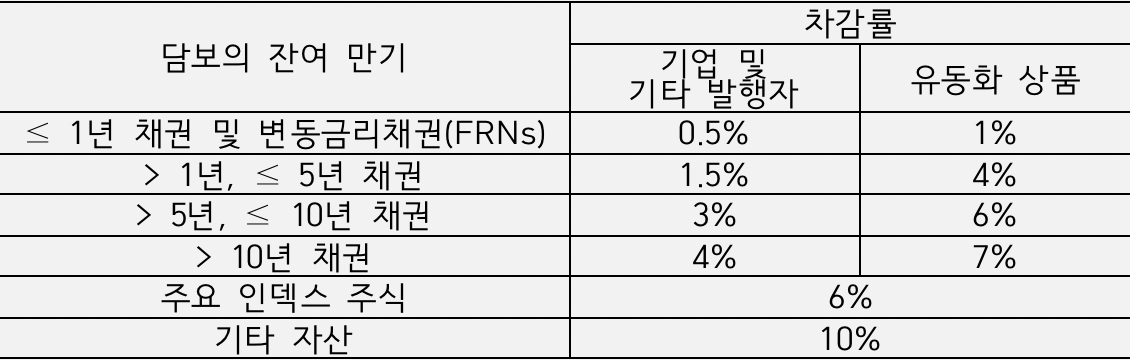 담보의 잔여 만기
차감률
기업 및
기타 발행자
유동화 상품
≤ 1년 채권 및 변동금리채권(FRNs) 0.5% 1%
> 1년, ≤ 5년 채권 1.5% 4%
> 5년, ≤ 10년 채권 3% 6%
> 10년 채권 4% 7%
주요 인덱스 주식 6%
기타 자산 10%